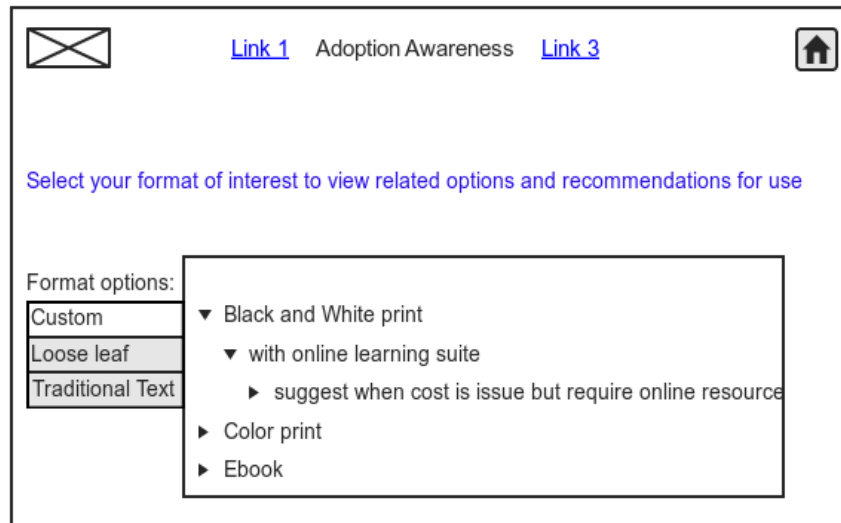 Link 1 Adoption Awareness Link 3
Select your format of interest to view related options and recommendations for use
Format options:
Custom
Loose leaf
Traditional Text
Black and White print
with online learning suite
suggest when cost is issue but require online resource
Color print
Ebook